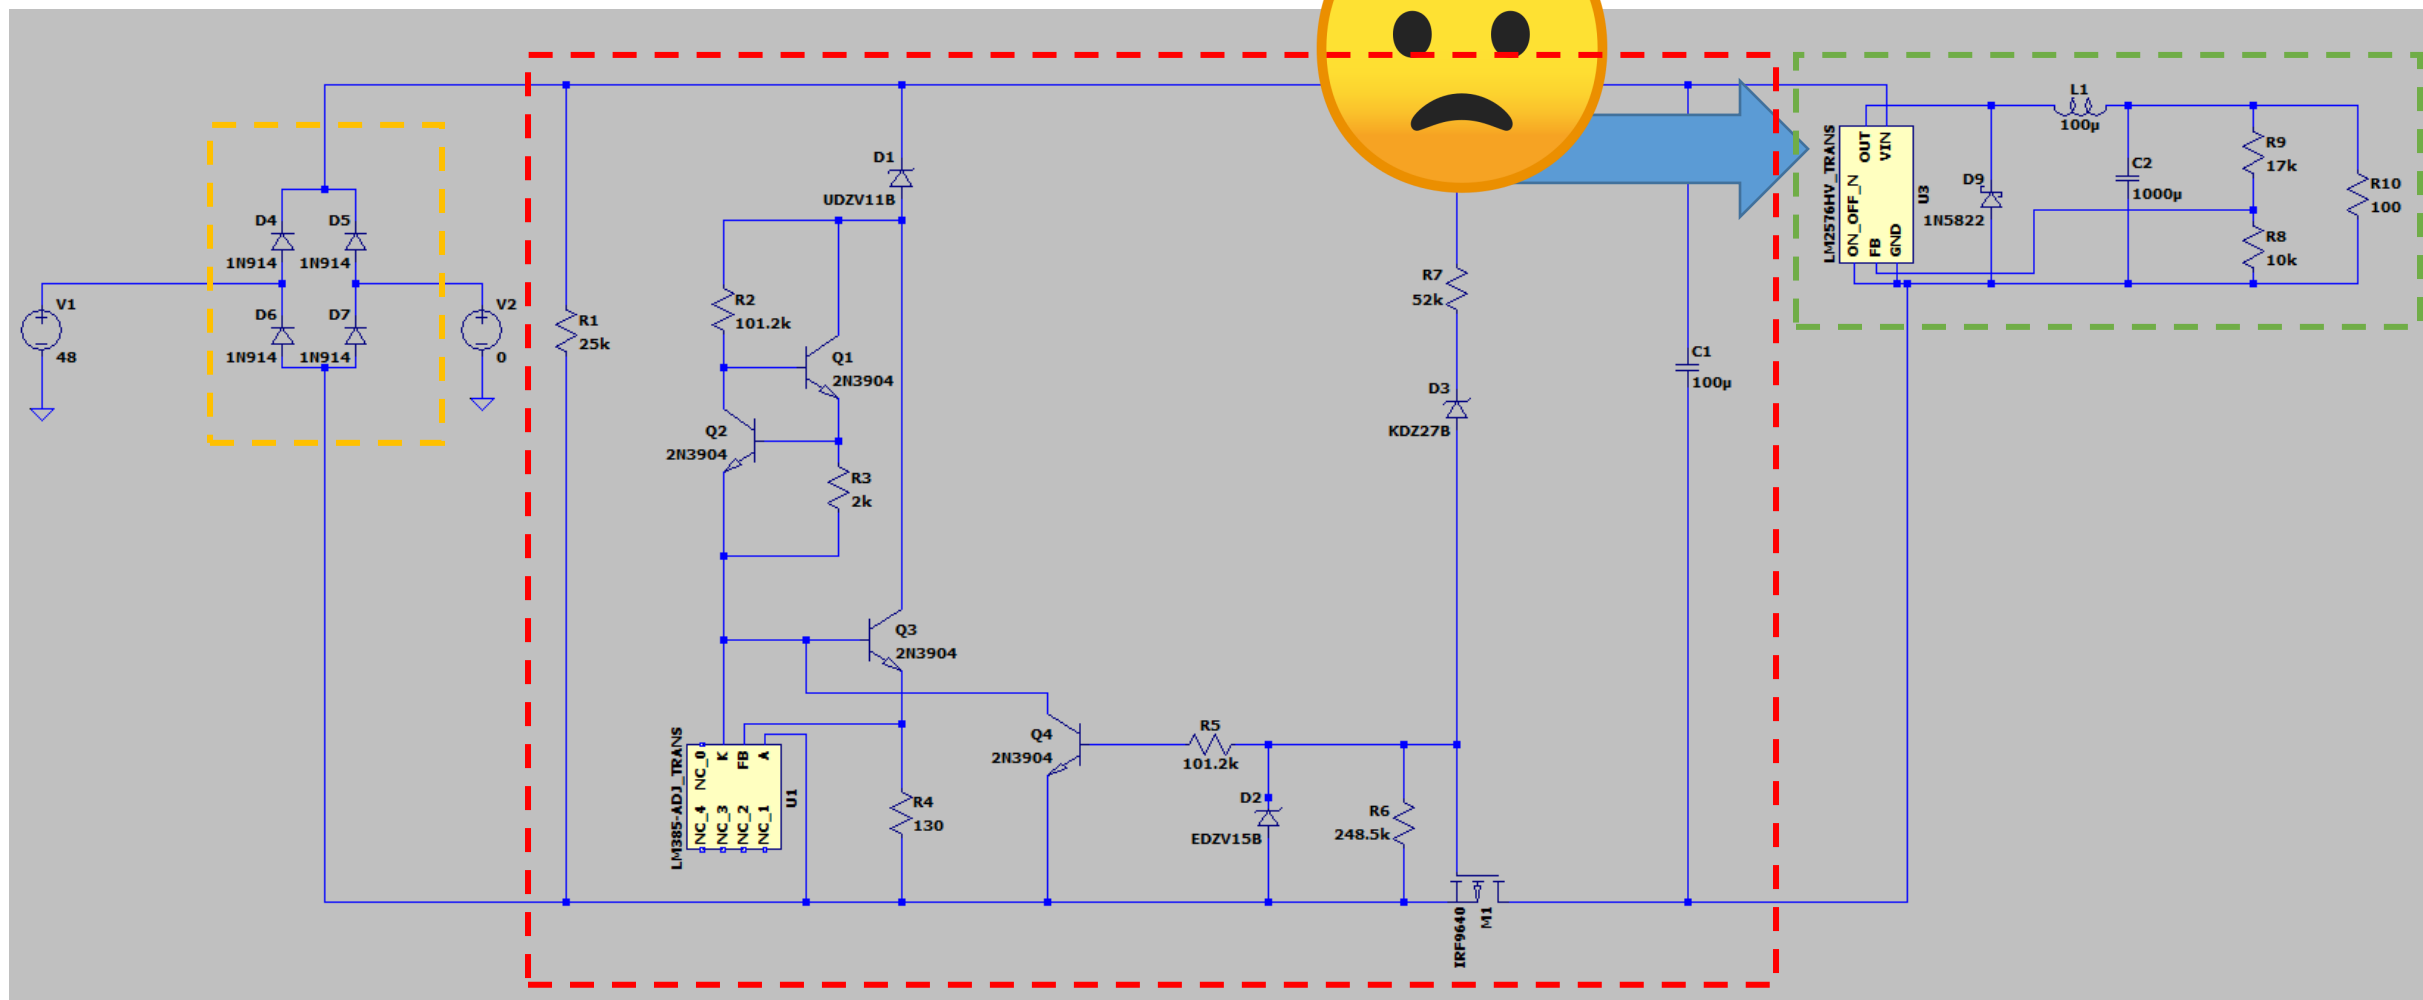 V1
48
D4
1N914
D5
1N914
D6
1N914
D7
1N914
V2
0
R1
25k
D1
UDZV11B
R2
101.2k
Q1
2N3904
Q2
2N3904
R3
2k
Q3
2N3904
LM385-ADJ_TRANS
NC_0
K
FB
A
NC_4
NC_3
NC_2
NC_1
U1
R4
130
Q4
2N3904
R5
101.2k
D2
EDZV15B
R6
248.5k
R7
52k
D3
KDZ27B
IRF9640
M1
C1
100µ
LM2576HV_TRANS
OUT
VIN
ON_OFF_N
FB
GND
U3
D9
1N5822
L1
100µ
C2
1000µ
R9
17k
R8
10k
R10
100